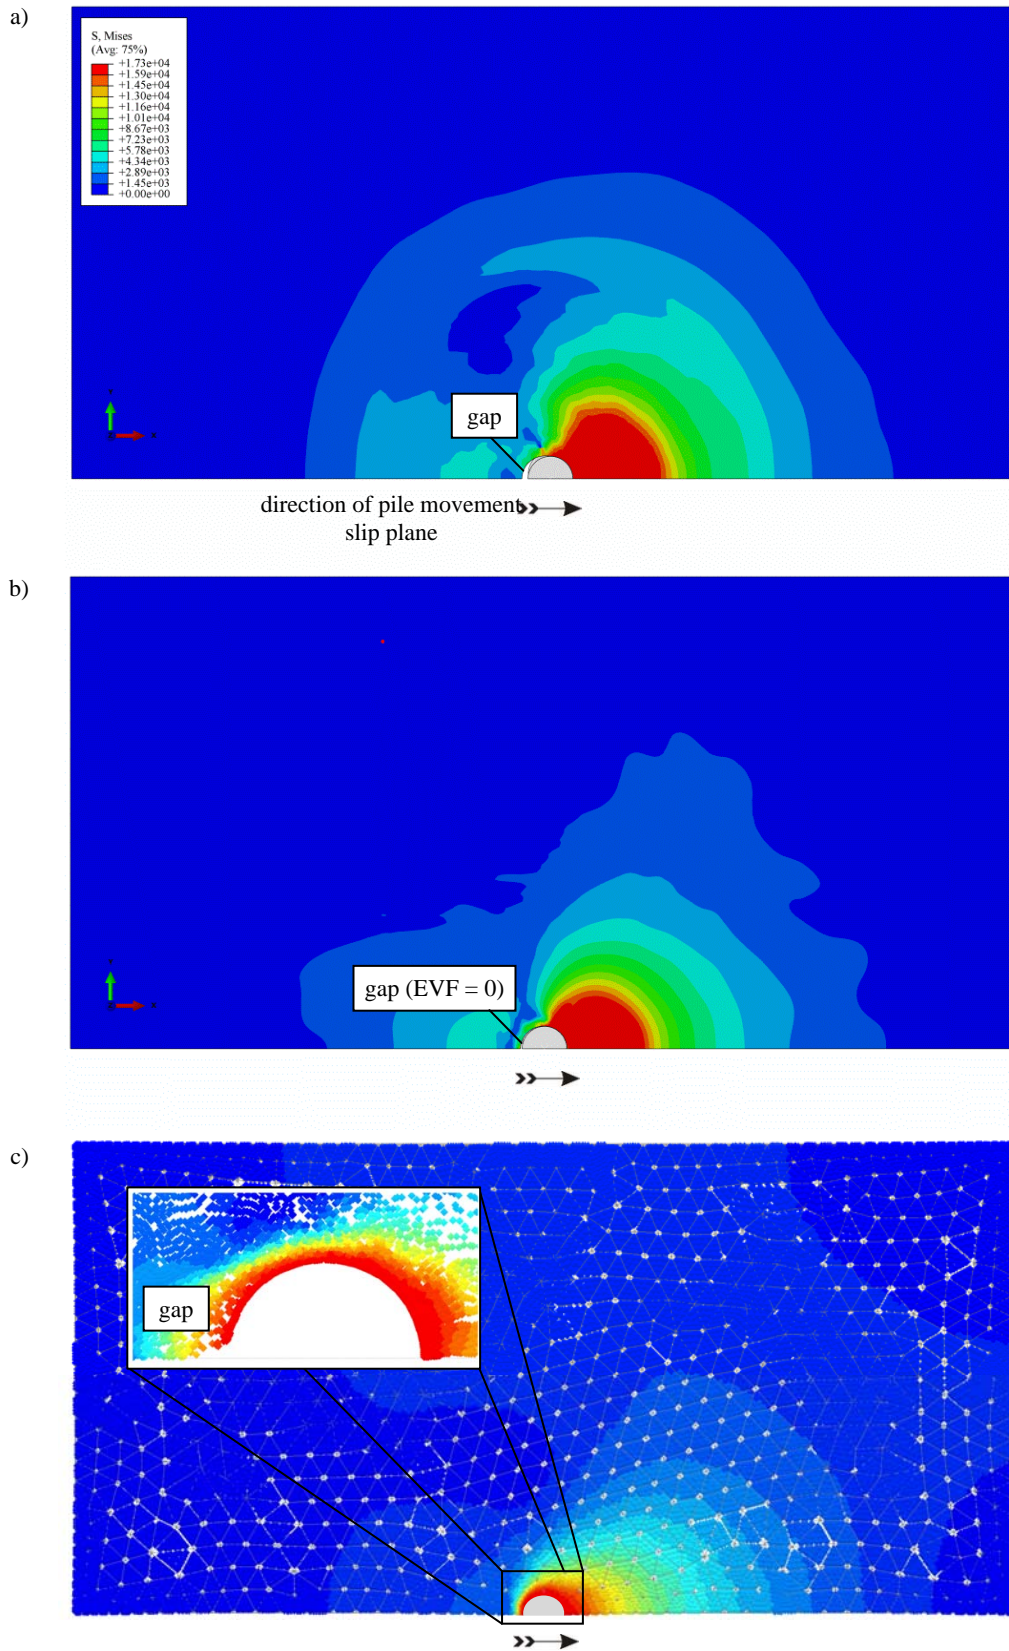 a)
S, Mises
(Avg: 75%)
+1.73e+04
+1.59e+04
+1.45e+04
+1.30e+04
+1.16e+04
+1.01e+04
+8.67e+03
+7.23e+03
+5.78e+03
+4.34e+03
+2.89e+03
+1.45e+03
+0.00e+00
gap
direction of pile movement
slip plane
b)
gap (EVF = 0)
c)
gap